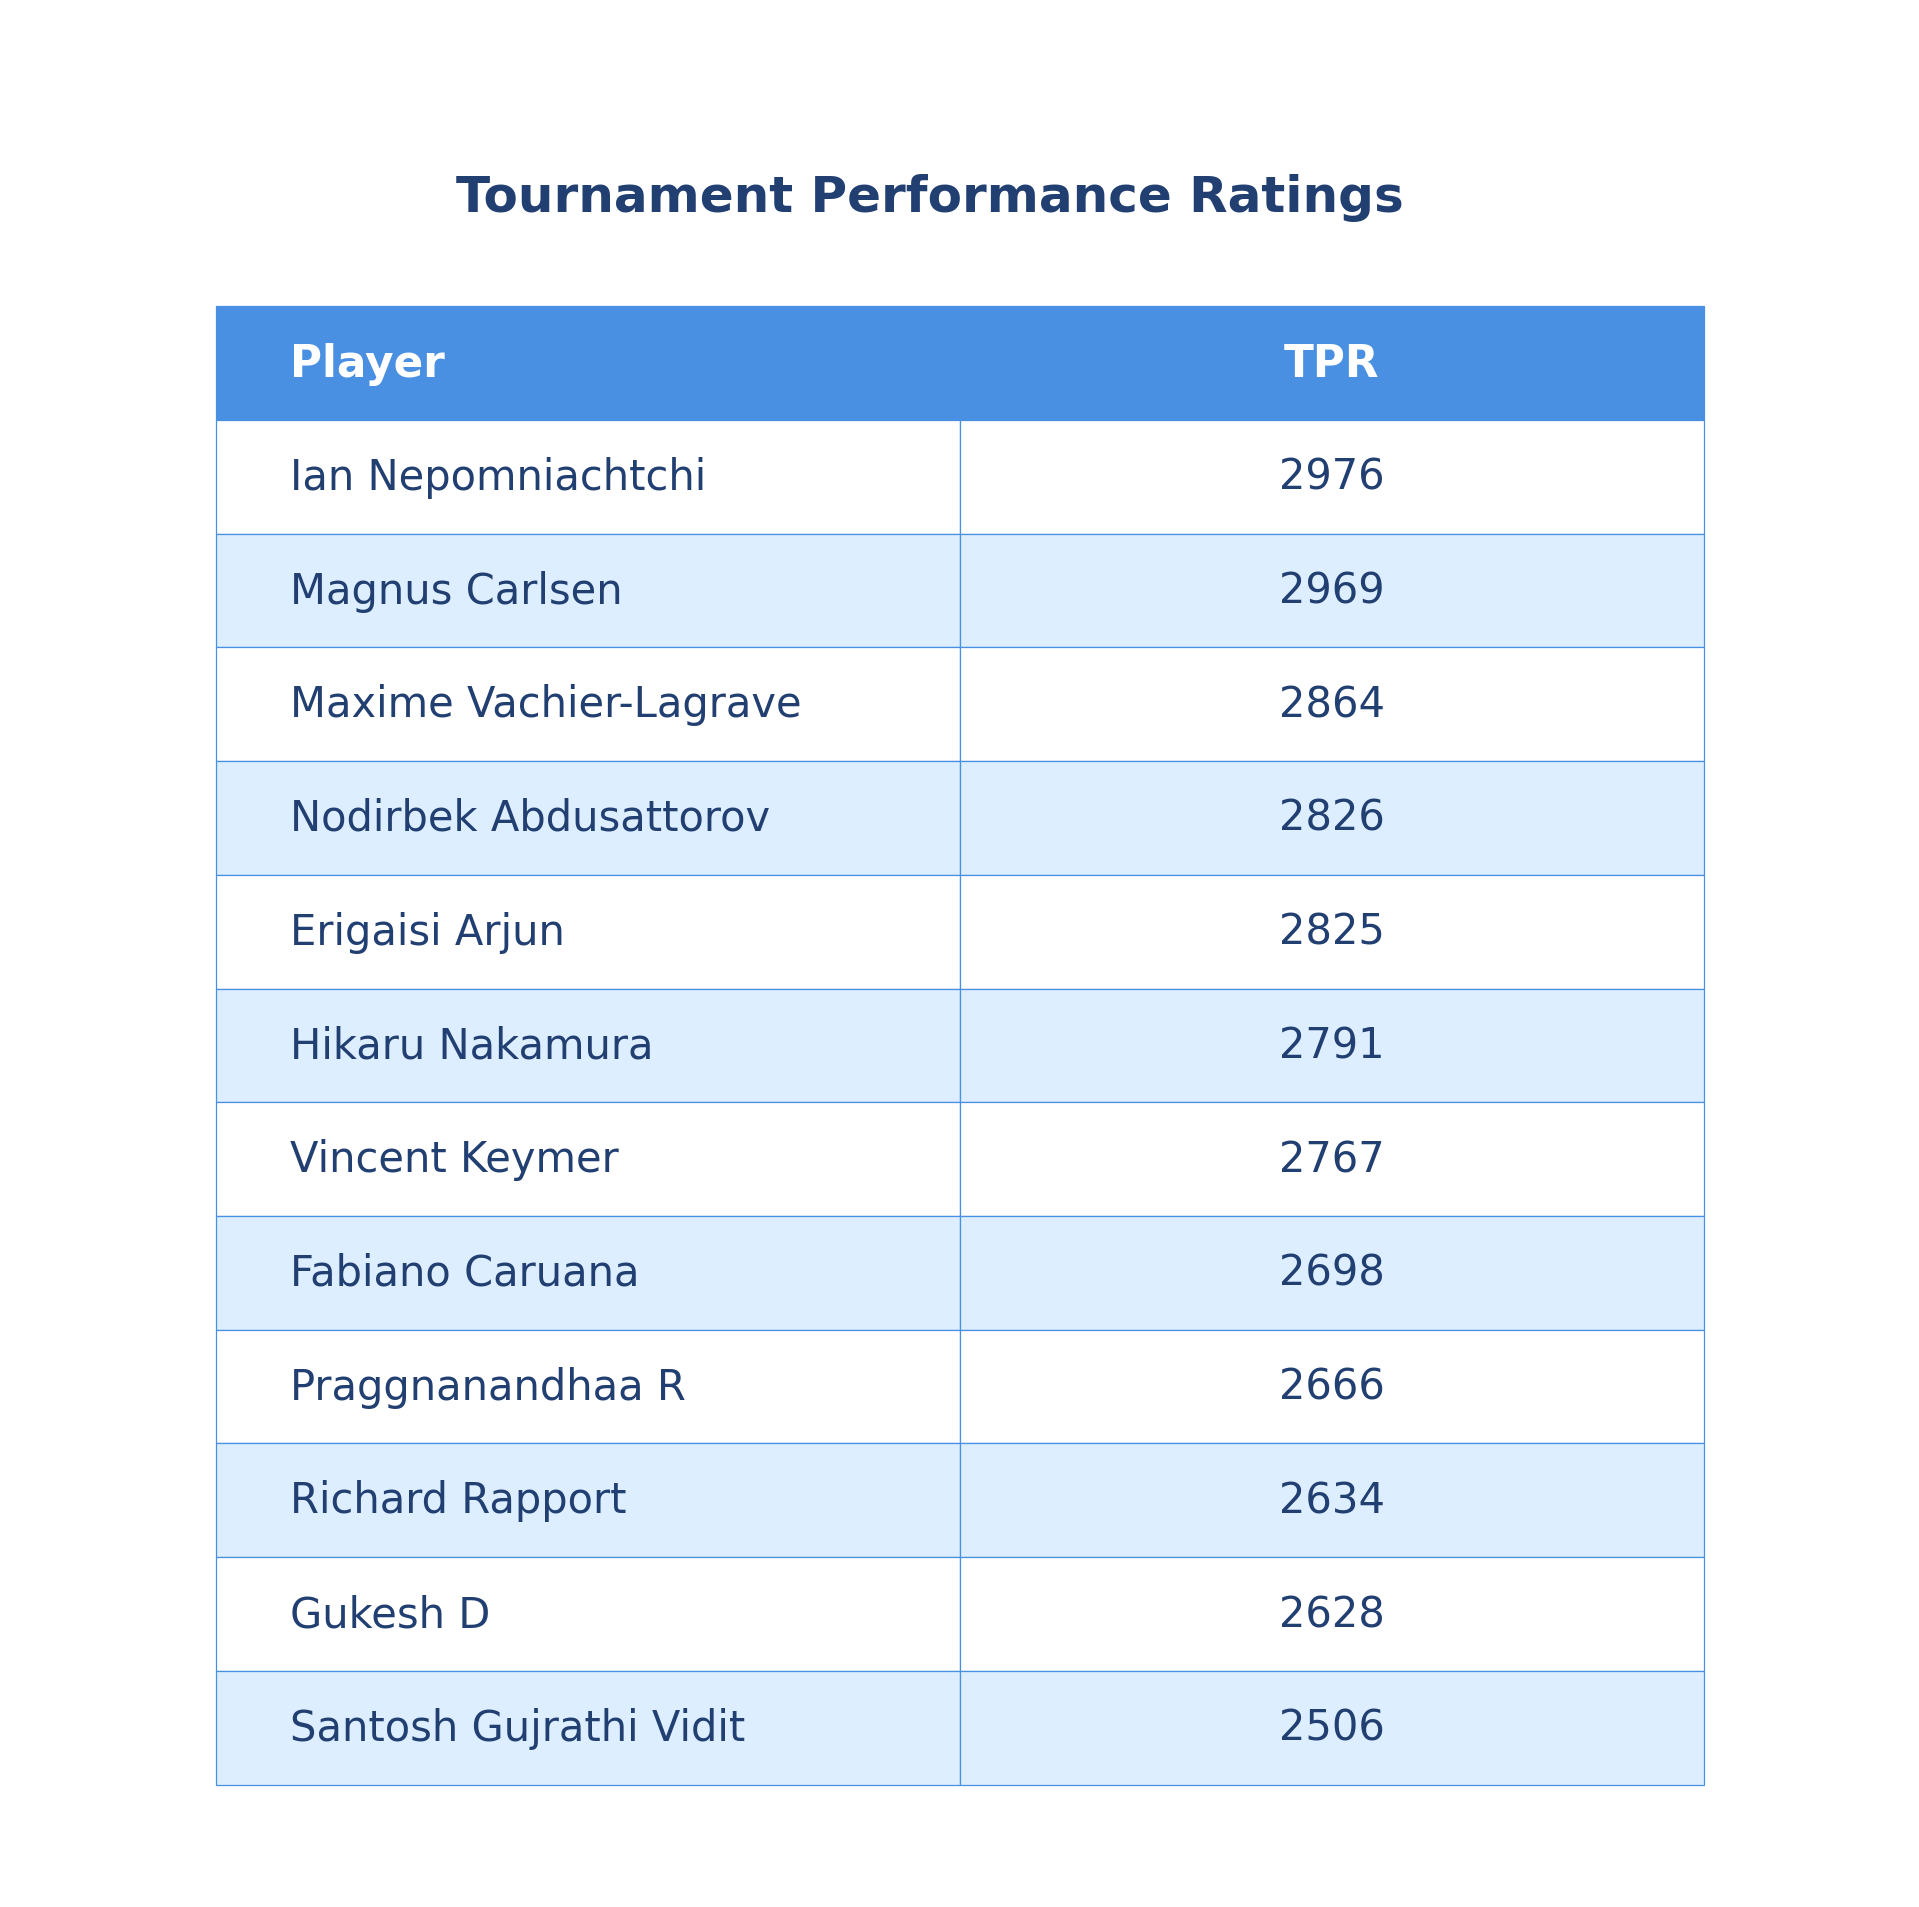 Tournament Performance Ratings
Player TPR
Ian Nepomniachtchi 2976
Magnus Carlsen 2969
Maxime Vachier-Lagrave 2864
Nodirbek Abdusattorov 2826
Erigaisi Arjun 2825
Hikaru Nakamura 2791
Vincent Keymer 2767
Fabiano Caruana 2698
Praggnanandhaa R 2666
Richard Rapport 2634
Gukesh D 2628
Santosh Gujrathi Vidit 2506